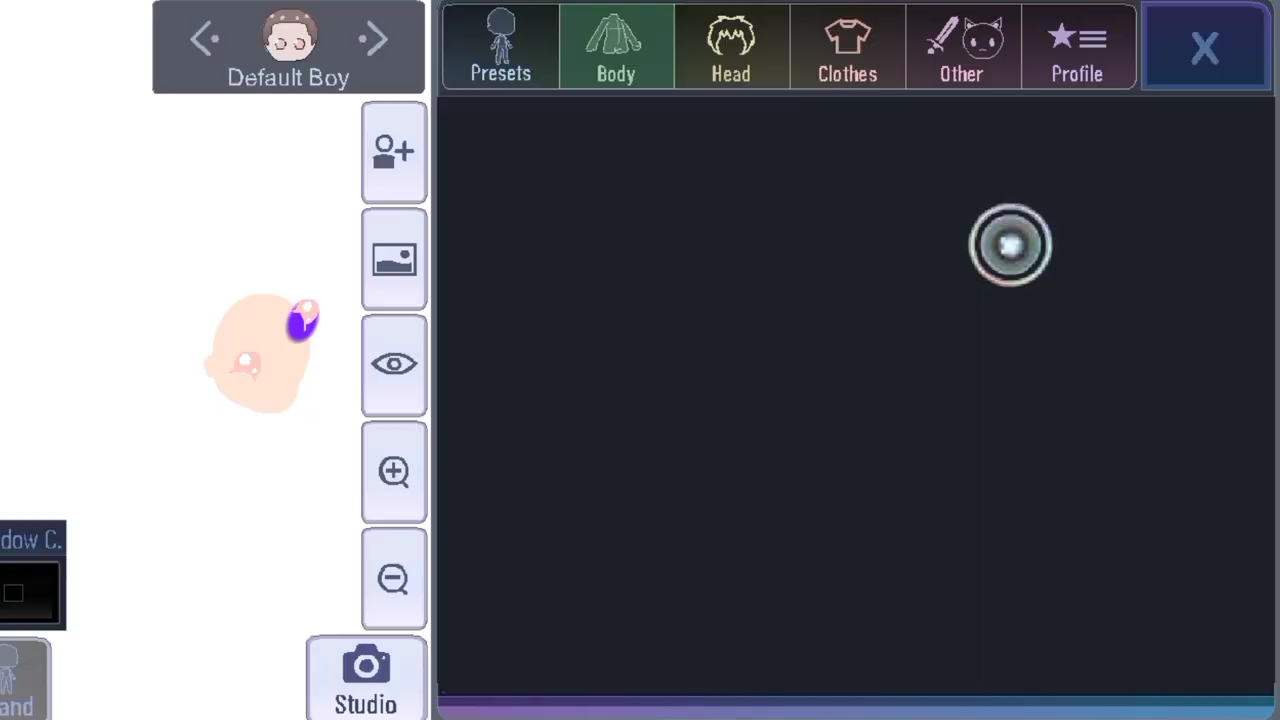 Default Boy
Presets
Body
Head
Clothes
Other
Profile
X
dow C.
and
Studio